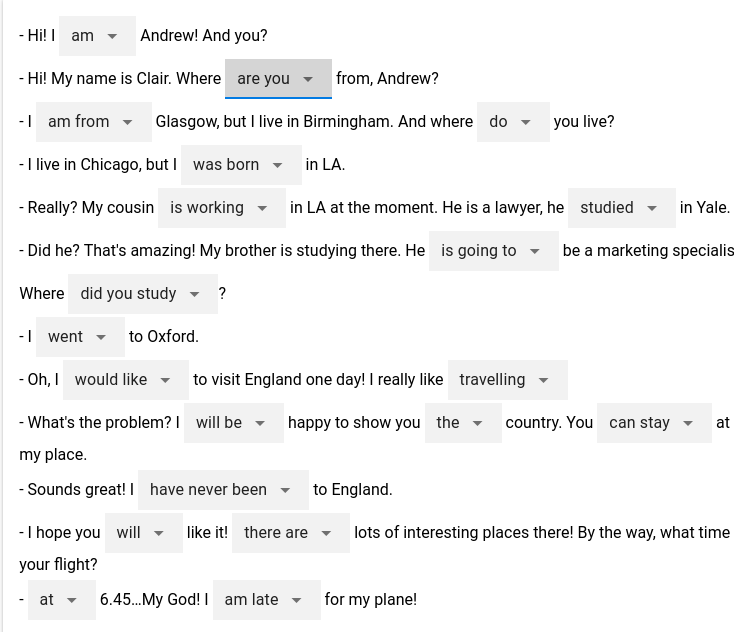 - Hi! I am Andrew! And you?
- Hi! My name is Clair. Where are you from, Andrew?
- I am from Glasgow, but I live in Birmingham. And where do you live?
- I live in Chicago, but I was born in LA.
- Really? My cousin is working in LA at the moment. He is a lawyer, he studied in Yale.
- Did he? That's amazing! My brother is studying there. He is going to be a marketing specialis
Where did you study ?
- I went to Oxford.
- Oh, I would like to visit England one day! I really like travelling
- What's the problem? I will be happy to show you the country. You can stay at
my place.
- Sounds great! I have never been to England.
- I hope you will like it! there are lots of interesting places there! By the way, what time
your flight?
- at 6.45…My God! I am late for my plane!